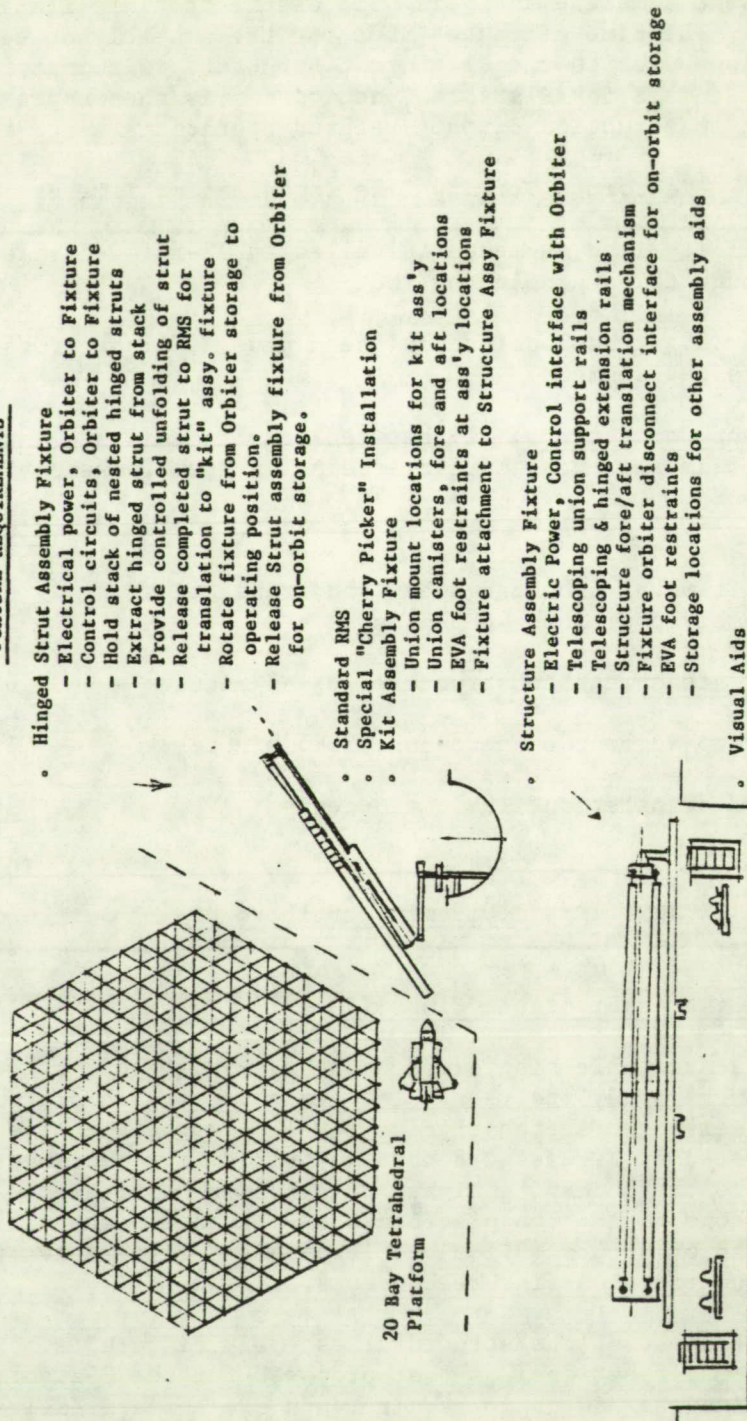 Hinged Strut Assembly Fixture
- Electrical power, Orbiter to Fixture
- Control circuits, Orbiter to Fixture
- Hold stack of nested hinged struts
- Extract hinged strut from stack
- Provide controlled unfolding of strut
- Release completed strut to RMS for
translation to "kit" assy. fixture
- Rotate fixture from Orbiter storage to
operating position.
- Release Strut assembly fixture from Orbiter
for on-orbit storage.
Standard RMS
Special "Cherry Picker" Installation
Kit Assembly Fixture
- Union mount locations for kit ass'y
- Union canisters, fore and aft locations
- EVA foot restraints at ass'y locations
- Fixture attachment to Structure Assy Fixture
Structure Assembly Fixture
- Electric Power, Control interface with Orbiter
- Telescoping union support rails
- Telescoping & hinged extension rails
- Structure fore/aft translation mechanism
- Fixture orbiter disconnect interface for on-orbit storage
- EVA foot restraints
- Storage locations for other assembly aids
Visual Aids
20 Bay Tetrahedral
Platform